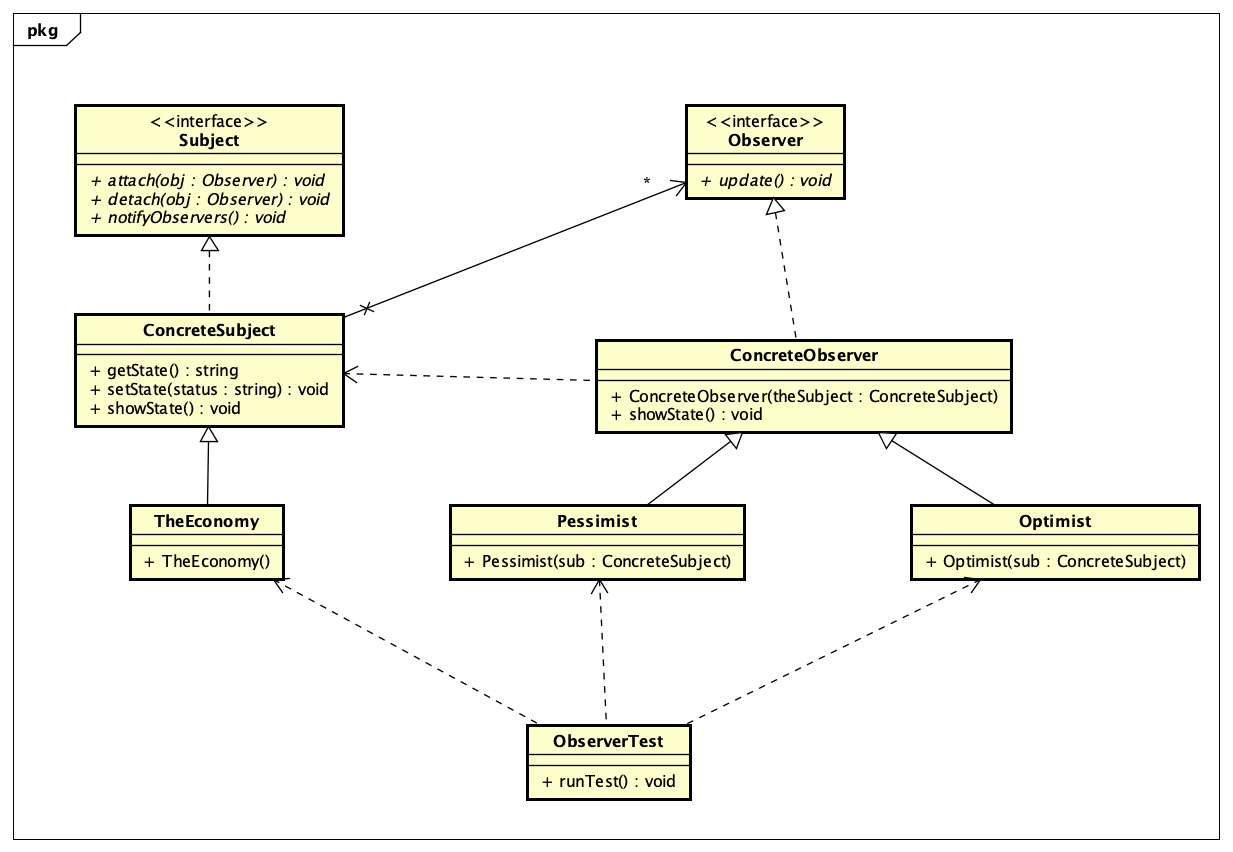 pkg
<<interface>>
Subject
+ attach(obj : Observer) : void
+ detach(obj : Observer) : void
+ notifyObservers() : void
<<interface>>
Observer
+ update() : void
*
ConcreteSubject
+ getState() : string
+ setState(status : string) : void
+ showState() : void
ConcreteObserver
+ ConcreteObserver(theSubject : ConcreteSubject)
+ showState() : void
TheEconomy
+ TheEconomy()
Pessimist
+ Pessimist(sub : ConcreteSubject)
Optimist
+ Optimist(sub : ConcreteSubject)
ObserverTest
+ runTest() : void